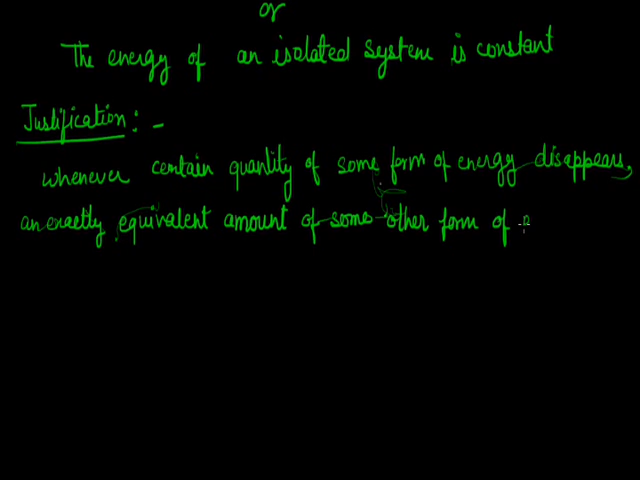 or
The energy of an isolated system is constant
Justification: -
whenever certain quantity of some form of energy disappears,
an exactly equivalent amount of some other form of